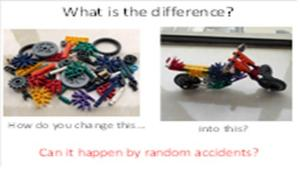 What is the difference?
How do you change this...
into this?
Can it happen by random accidents?